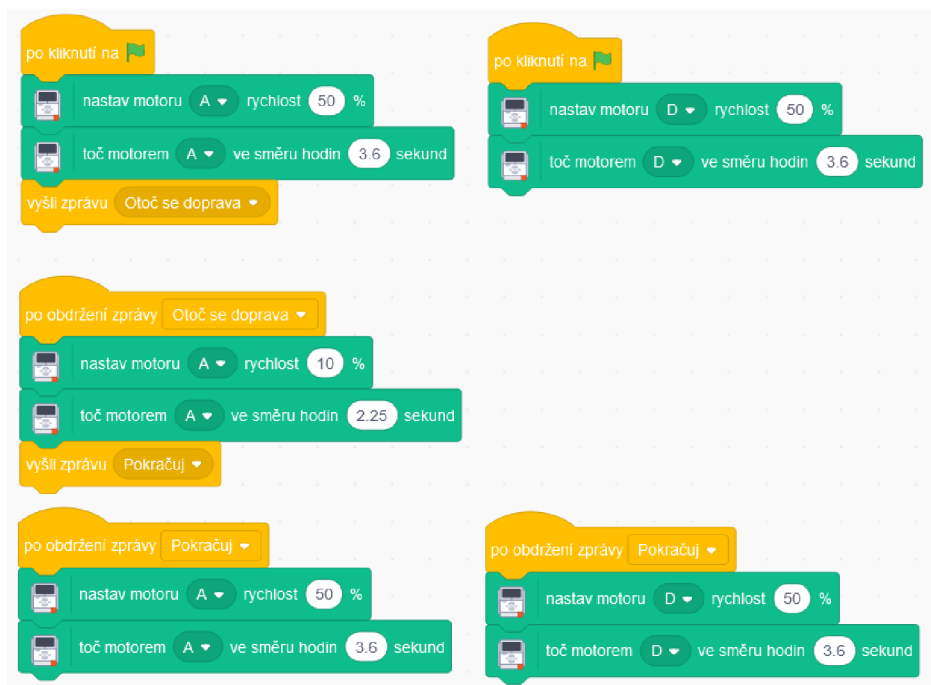 po kliknutí na
nastav motoru A rychlost 50 %
toč motorem A ve směru hodin 3.6 sekund
vyšli zprávu Otoč se doprava
po kliknutí na
nastav motoru D rychlost 50 %
toč motorem D ve směru hodin 3.6 sekund
po obdržení zprávy Otoč se doprava
nastav motoru A rychlost 10 %
toč motorem A ve směru hodin 2.25 sekund
vyšli zprávu Pokračuj
po obdržení zprávy Pokračuj
nastav motoru A rychlost 50 %
toč motorem A ve směru hodin 3.6 sekund
po obdržení zprávy Pokračuj
nastav motoru D rychlost 50 %
toč motorem D ve směru hodin 3.6 sekund